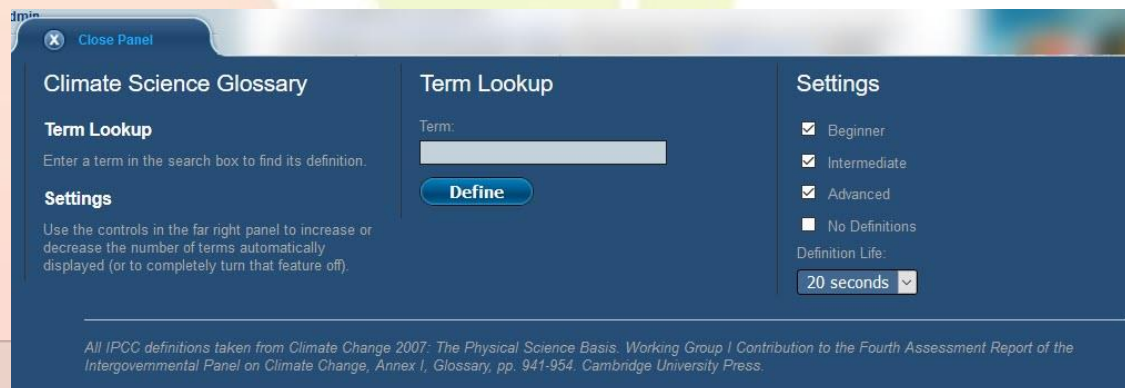 Close Panel
Climate Science Glossary
Term Lookup
Enter a term in the search box to find its definition.
Settings
Use the controls in the far right panel to increase or
decrease the number of terms automatically
displayed (or to completely turn that feature off).
Term Lookup
Term:
Define
Settings
Beginner
Intermediate
Advanced
No Definitions
Definition Life:
20 seconds
All IPCC definitions taken from Climate Change 2007: The Physical Science Basis. Working Group I Contribution to the Fourth Assessment Report of the
Intergovernmental Panel on Climate Change, Annex I, Glossary, pp. 941-954. Cambridge University Press.